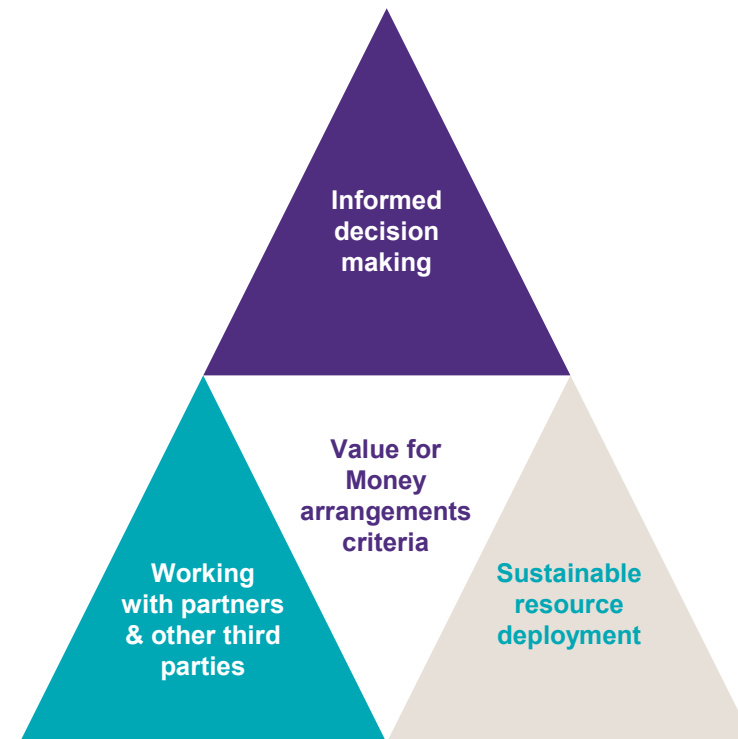 Informed
decision
making
Value for
Money
arrangements
criteria
Working
with partners
& other third
parties
Sustainable
resource
deployment